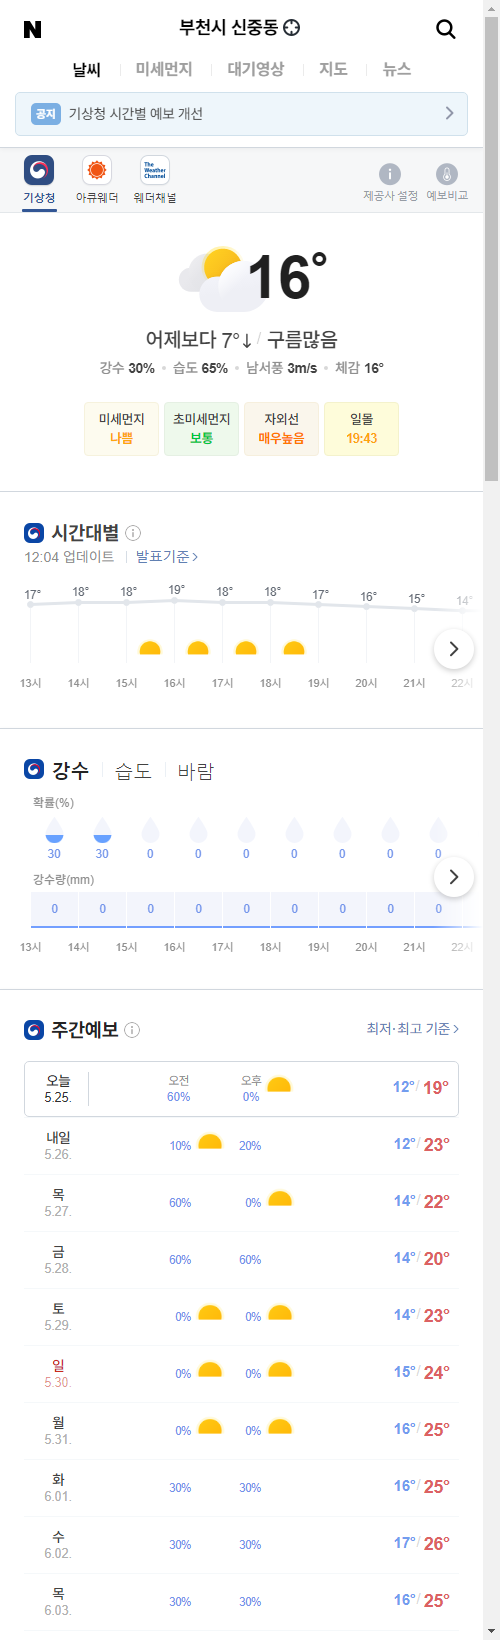 N
부천시 신중동
날씨 미세먼지 대기영상 지도 뉴스
공지 기상청 시간별 예보 개선
The Weather Channel
기상청 아큐웨더 웨더채널 제공사 설정 예보비교
16°
어제보다 7°↓ / 구름많음
강수 30% • 습도 65% • 남서풍 3m/s • 체감 16°
미세먼지 초미세먼지 자외선 일몰
나쁨 보통 매우높음 19:43
시간대별
12:04 업데이트 발표기준 >
17° 18° 18° 19° 18° 18° 17° 16° 15° 14°
13시 14시 15시 16시 17시 18시 19시 20시 21시 22시
강수 습도 바람
확률(%)
30 30 0 0 0 0 0 0 0
강수량(mm)
0 0 0 0 0 0 0 0 0
13시 14시 15시 16시 17시 18시 19시 20시 21시 22시
주간예보 최저·최고 기준 >
오늘 오전 오후
5.25. 60% 0% 12°/ 19°
내일
5.26. 10% 20% 12°/ 23°
목
5.27. 60% 0% 14°/ 22°
금
5.28. 60% 60% 14°/ 20°
토
5.29. 0% 0% 14°/ 23°
일
5.30. 0% 0% 15°/ 24°
월
5.31. 0% 0% 16°/ 25°
화
6.01. 30% 30% 16°/ 25°
수
6.02. 30% 30% 17°/ 26°
목
6.03. 30% 30% 16°/ 25°